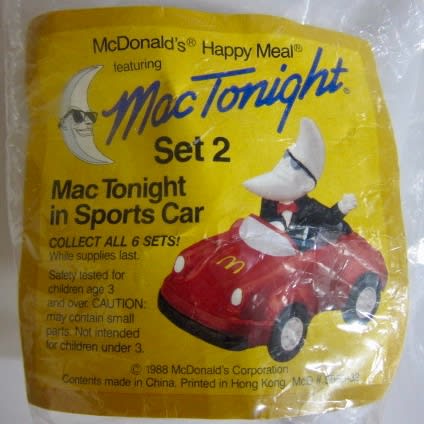 McDonald's® Happy Meal®
featuring
Mac Tonight®
Set 2
Mac Tonight
in Sports Car
COLLECT ALL 6 SETS!
While supplies last.
Safety tested for
children age 3
and over. CAUTION:
may contain small
parts. Not intended
for children under 3.
© 1988 McDonald's Corporation
Contents made in China. Printed in Hong Kong. McD #